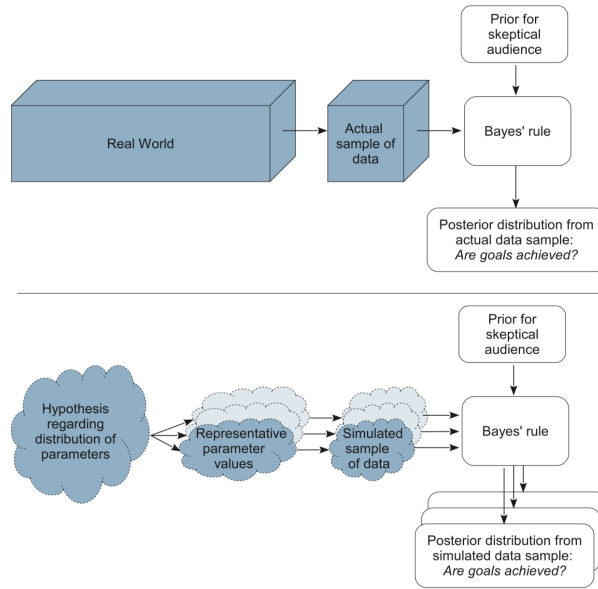 Prior for
skeptical
audience
Real World
Actual
sample of
data
Bayes' rule
Posterior distribution from
actual data sample:
Are goals achieved?
Prior for
skeptical
audience
Hypothesis
regarding
distribution of
parameters
Representative
parameter
values
Simulated
sample
of data
Bayes' rule
Posterior distribution from
simulated data sample:
Are goals achieved?